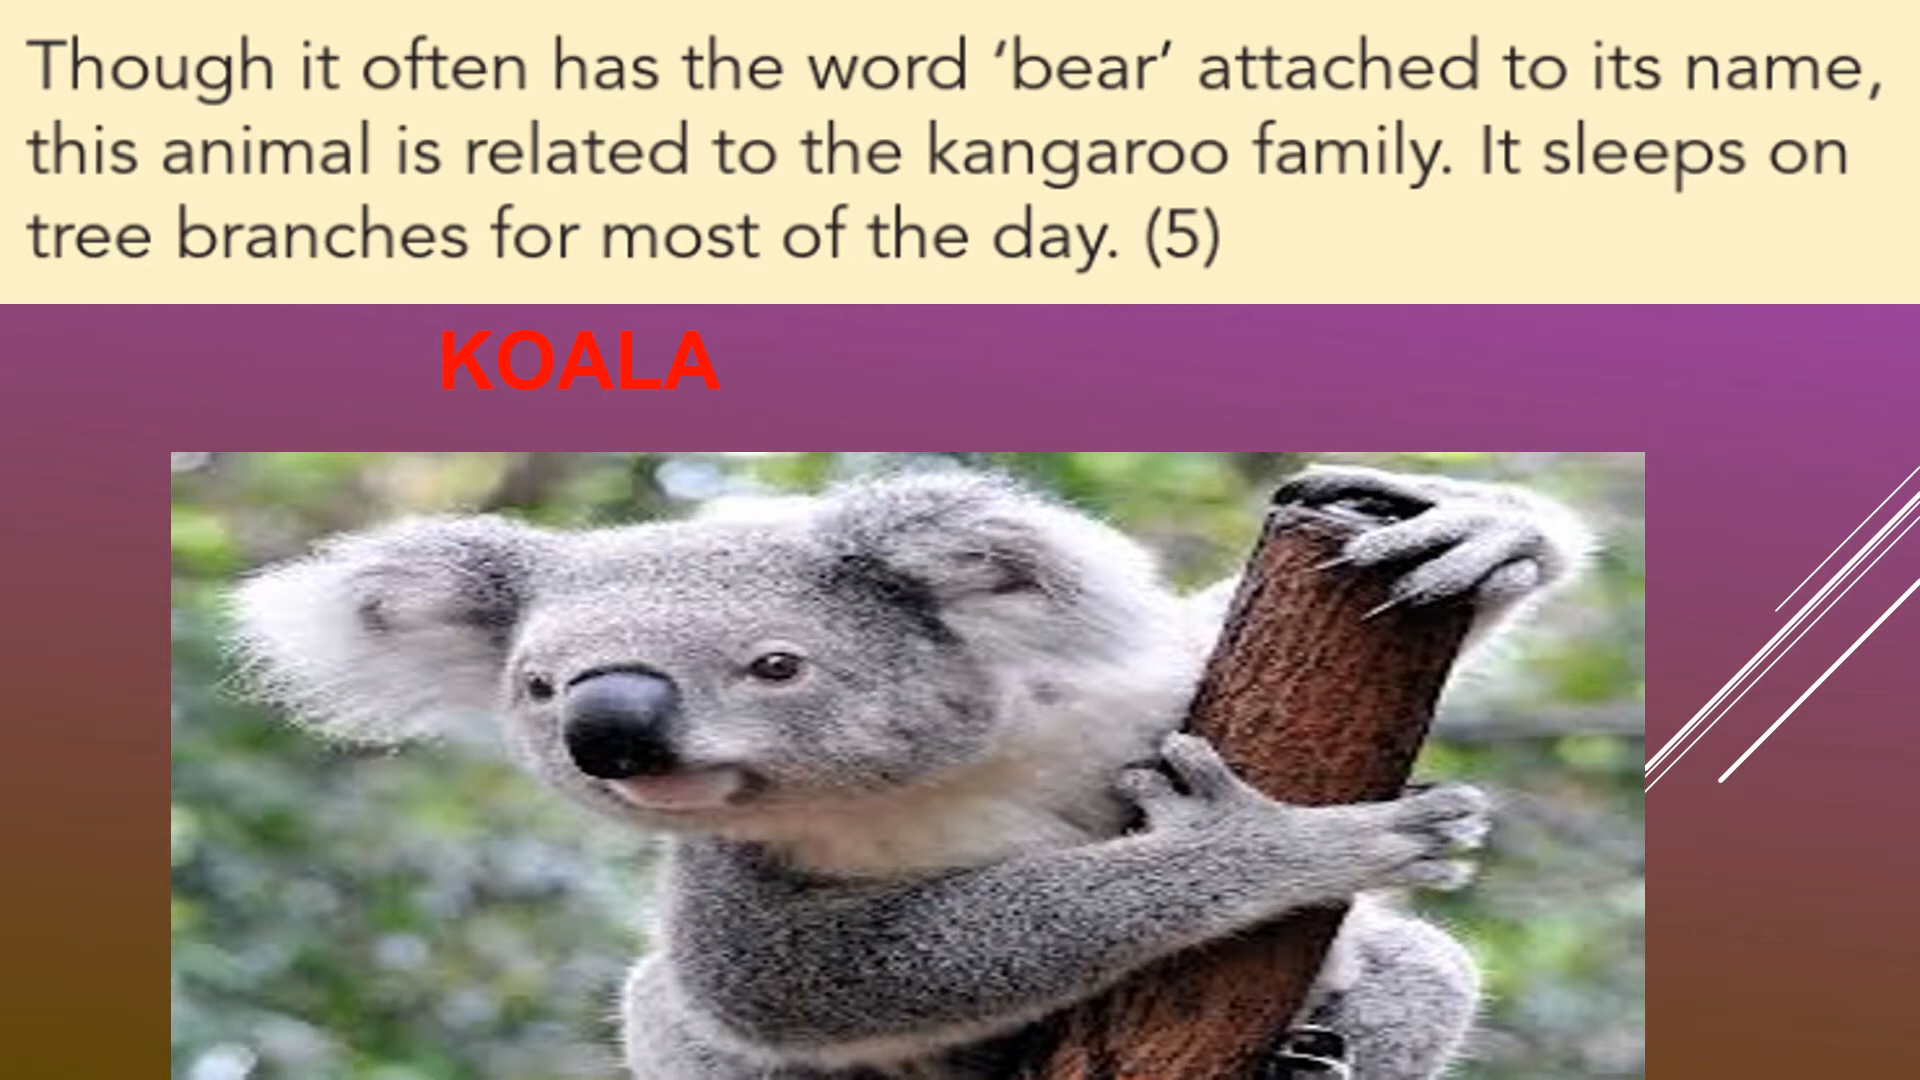 Though it often has the word ‘bear’ attached to its name,
this animal is related to the kangaroo family. It sleeps on
tree branches for most of the day. (5)
KOALA